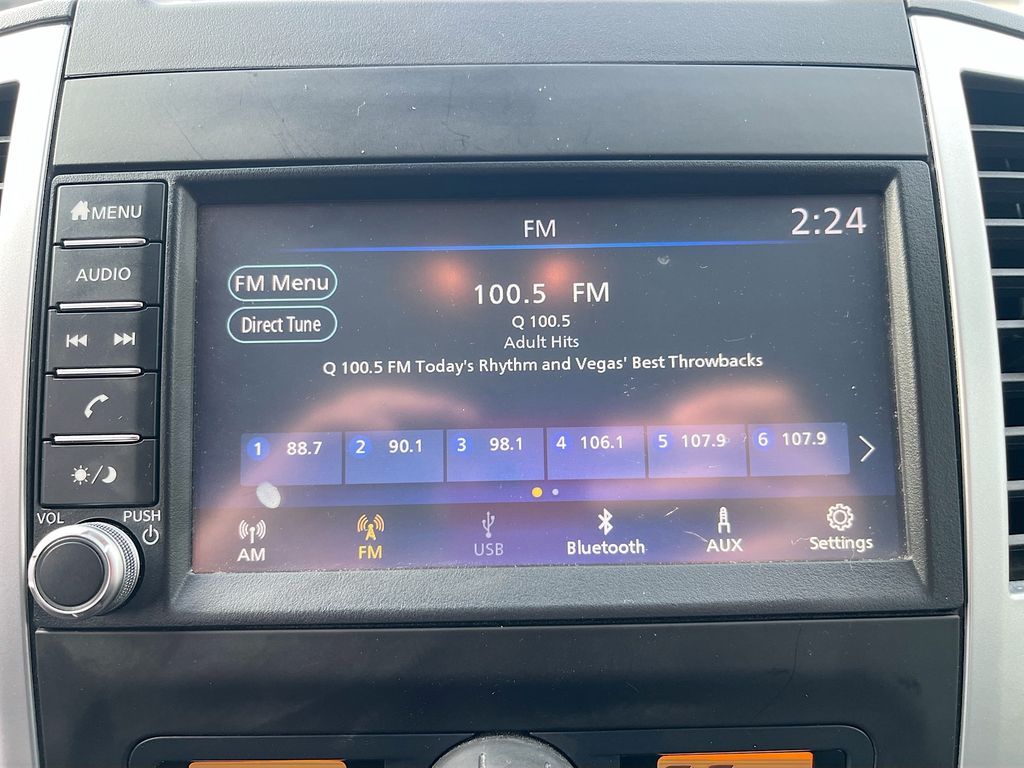 MENU
AUDIO
VOL
PUSH
FM
2:24
FM Menu
Direct Tune
100.5 FM
Q 100.5
Adult Hits
Q 100.5 FM Today's Rhythm and Vegas' Best Throwbacks
1 88.7
2 90.1
3 98.1
4 106.1
5 107.9
6 107.9
AM
FM
USB
Bluetooth
AUX
Settings